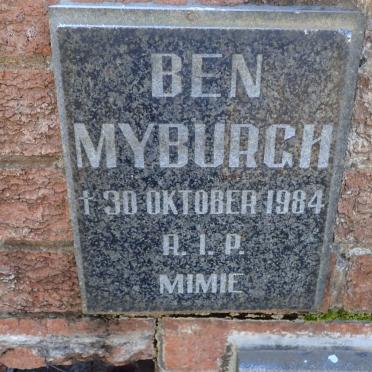 BEN
MYBURGH
† 30 OKTOBER 1984
R.I.P.
MIMIE